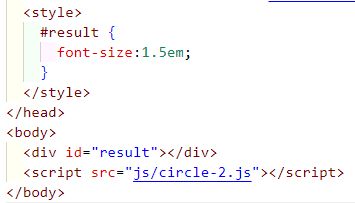 <style>
#result {
font-size:1.5em;
}
</style>
</head>
<body>
<div id="result"></div>
<script src="js/circle-2.js"></script>
</body>